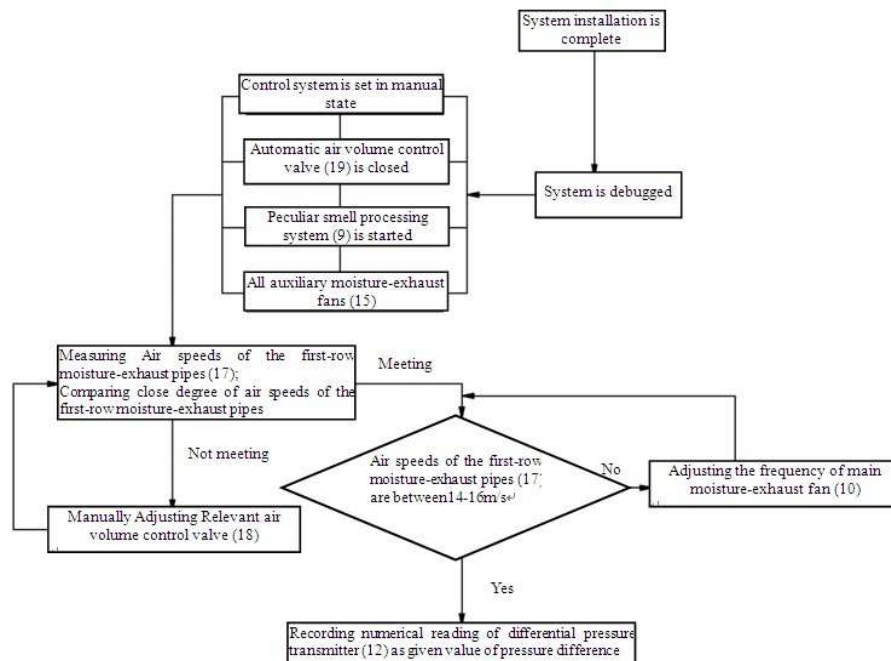 System installation is
complete
Control system is set in manual
state
Automatic air volume control
valve (19) is closed
System is debugged
Peculiar smell processing
system (9) is started
All auxiliary moisture-exhaust
fans (15)
Measuring Air speeds of the first-row
moisture-exhaust pipes (17);
Comparing close degree of air speeds of the
first-row moisture-exhaust pipes
Meeting
Not meeting
Air speeds of the first-row
moisture-exhaust pipes (17)
are between14-16m/s↵
No
Adjusting the frequency of main
moisture-exhaust fan (10)
Manually Adjusting Relevant air
volume control valve (18)
Yes
Recording numerical reading of differential pressure
transmitter (12) as given value of pressure difference